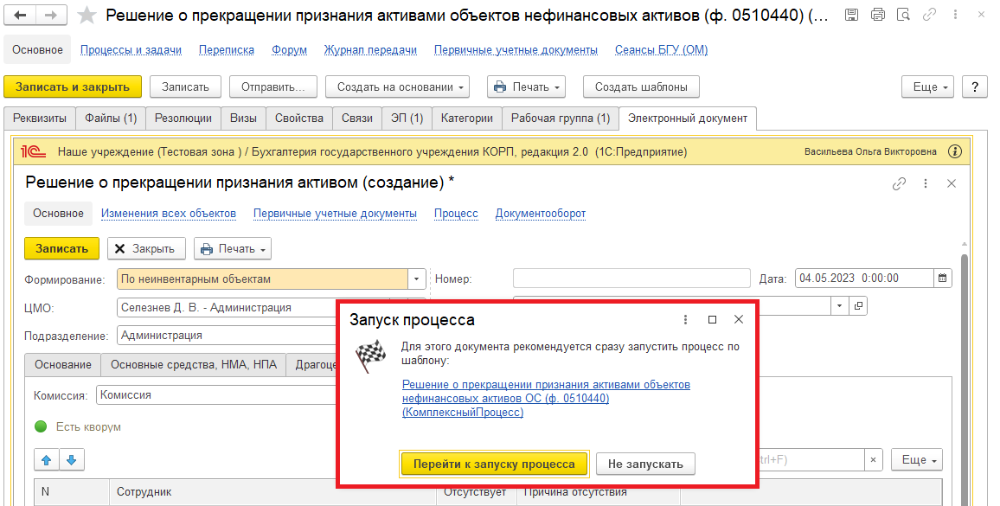 Решение о прекращении признания активами объектов нефинансовых активов (ф. 0510440) (...
Основное Процессы и задачи Переписка Форум Журнал передачи Первичные учетные документы Сеансы БГУ (ОМ)
Записать и закрыть Записать Отправить... Создать на основании Печать Создать шаблоны Еще ?
Реквизиты Файлы (1) Резолюции Визы Свойства Связи ЭП (1) Категории Рабочая группа (1) Электронный документ
1С Наше учреждение (Тестовая зона ) / Бухгалтерия государственного учреждения КОРП, редакция 2.0 (1С:Предприятие) Васильева Ольга Викторовна i
Решение о прекращении признания активом (создание) *
Основное Изменения всех объектов Первичные учетные документы Процесс Документооборот
Записать Закрыть Печать
Формирование: По неинвентарным объектам Номер: Дата: 04.05.2023 0:00:00
ЦМО: Селезнев Д. В. - Администрация
Подразделение: Администрация
Основание Основные средства, НМА, НПА Драгоце
Комиссия: Комиссия
Есть кворум
trl+F) × Еще
N Сотрудник Отсутствует Причина отсутствия
Запуск процесса
Для этого документа рекомендуется сразу запустить процесс по
шаблону:
Решение о прекращении признания активами объектов
нефинансовых активов ОС (ф. 0510440)
(КомплексныйПроцесс)
Перейти к запуску процесса Не запускать